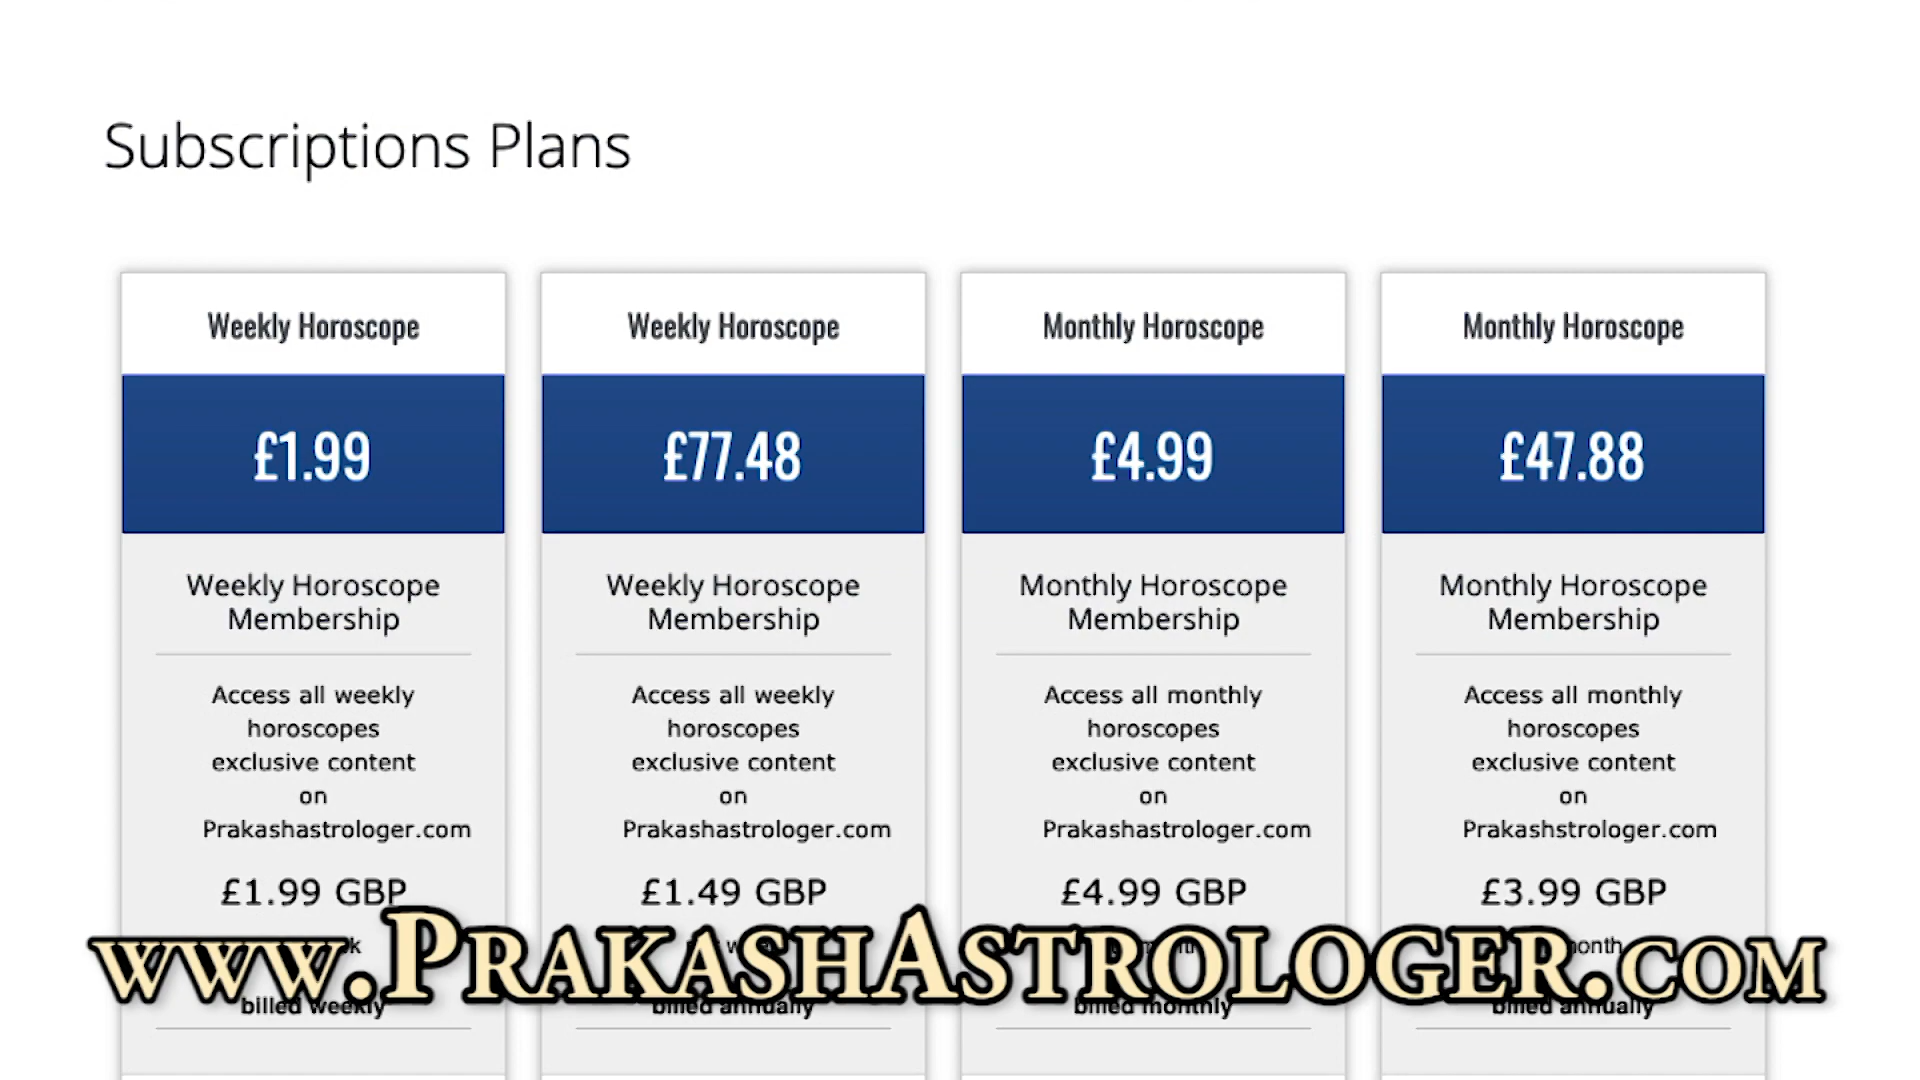 Subscriptions Plans
Weekly Horoscope
£1.99
Weekly Horoscope
Membership
Access all weekly
horoscopes
exclusive content
on
Prakashastrologer.com
£1.99 GBP
billed weekly
Weekly Horoscope
£77.48
Weekly Horoscope
Membership
Access all weekly
horoscopes
exclusive content
on
Prakashastrologer.com
£1.49 GBP
billed annually
Monthly Horoscope
£4.99
Monthly Horoscope
Membership
Access all monthly
horoscopes
exclusive content
on
Prakashastrologer.com
£4.99 GBP
billed monthly
Monthly Horoscope
£47.88
Monthly Horoscope
Membership
Access all monthly
horoscopes
exclusive content
on
Prakashstrologer.com
£3.99 GBP
billed annually
www.PrakashAstrologer.com